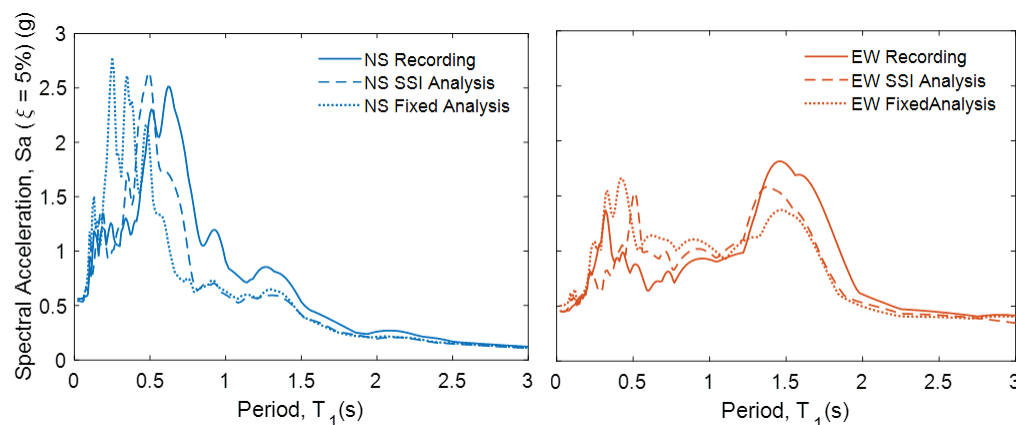 Spectral Acceleration, Sa ( ξ = 5%) (g)
3
2.5
2
1.5
1
0.5
0
NS Recording
NS SSI Analysis
NS Fixed Analysis
0 0.5 1 1.5 2 2.5 3
Period, T1(s)
EW Recording
EW SSI Analysis
EW FixedAnalysis
0 0.5 1 1.5 2 2.5 3
Period, T1(s)